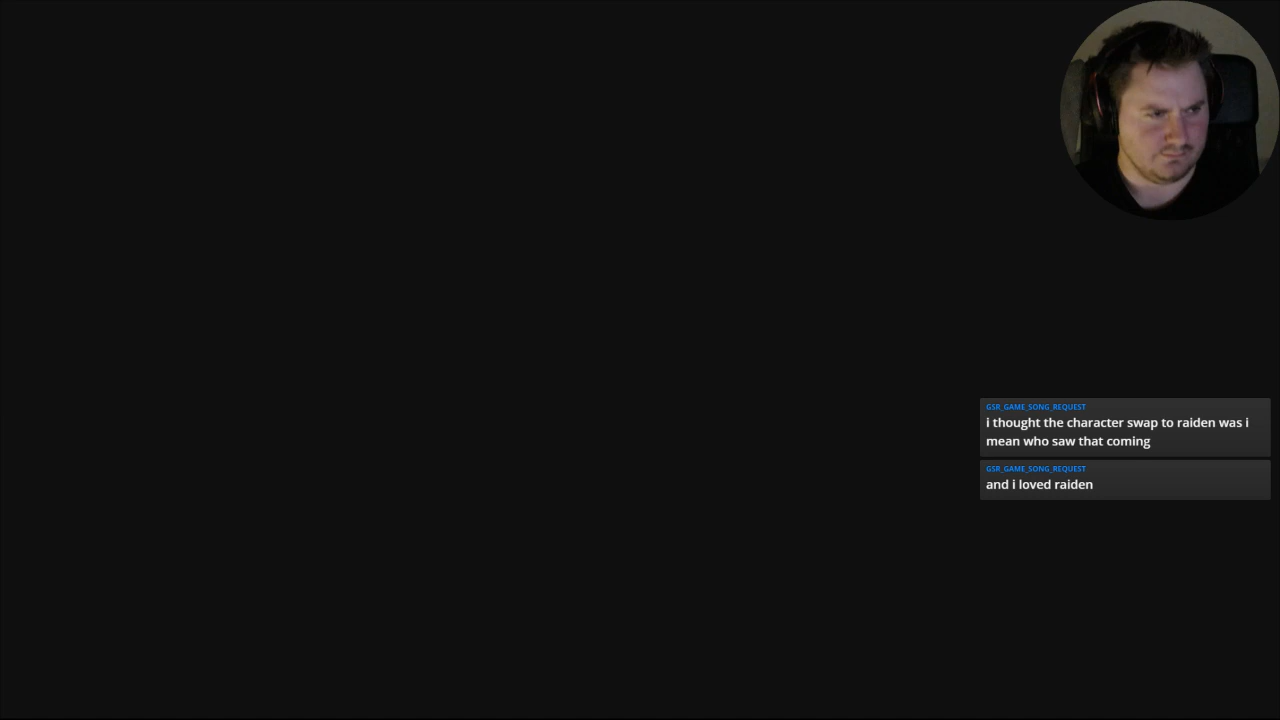 GSR_GAME_SONG_REQUEST
i thought the character swap to raiden was i
mean who saw that coming
GSR_GAME_SONG_REQUEST
and i loved raiden